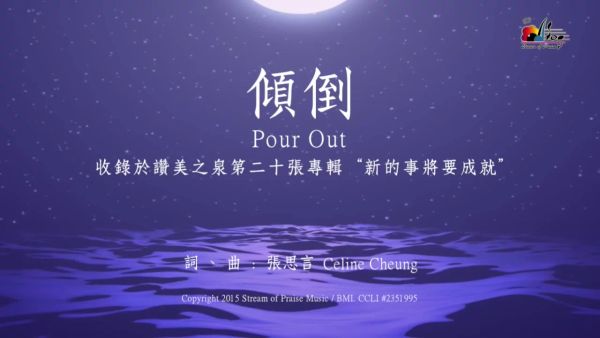 傾倒
Pour Out
收錄於讚美之泉第二十張專輯“新的事將要成就”
詞、曲：張思言 Celine Cheung
Copyright 2015 Stream of Praise Music / BMI. CCLI #2351995